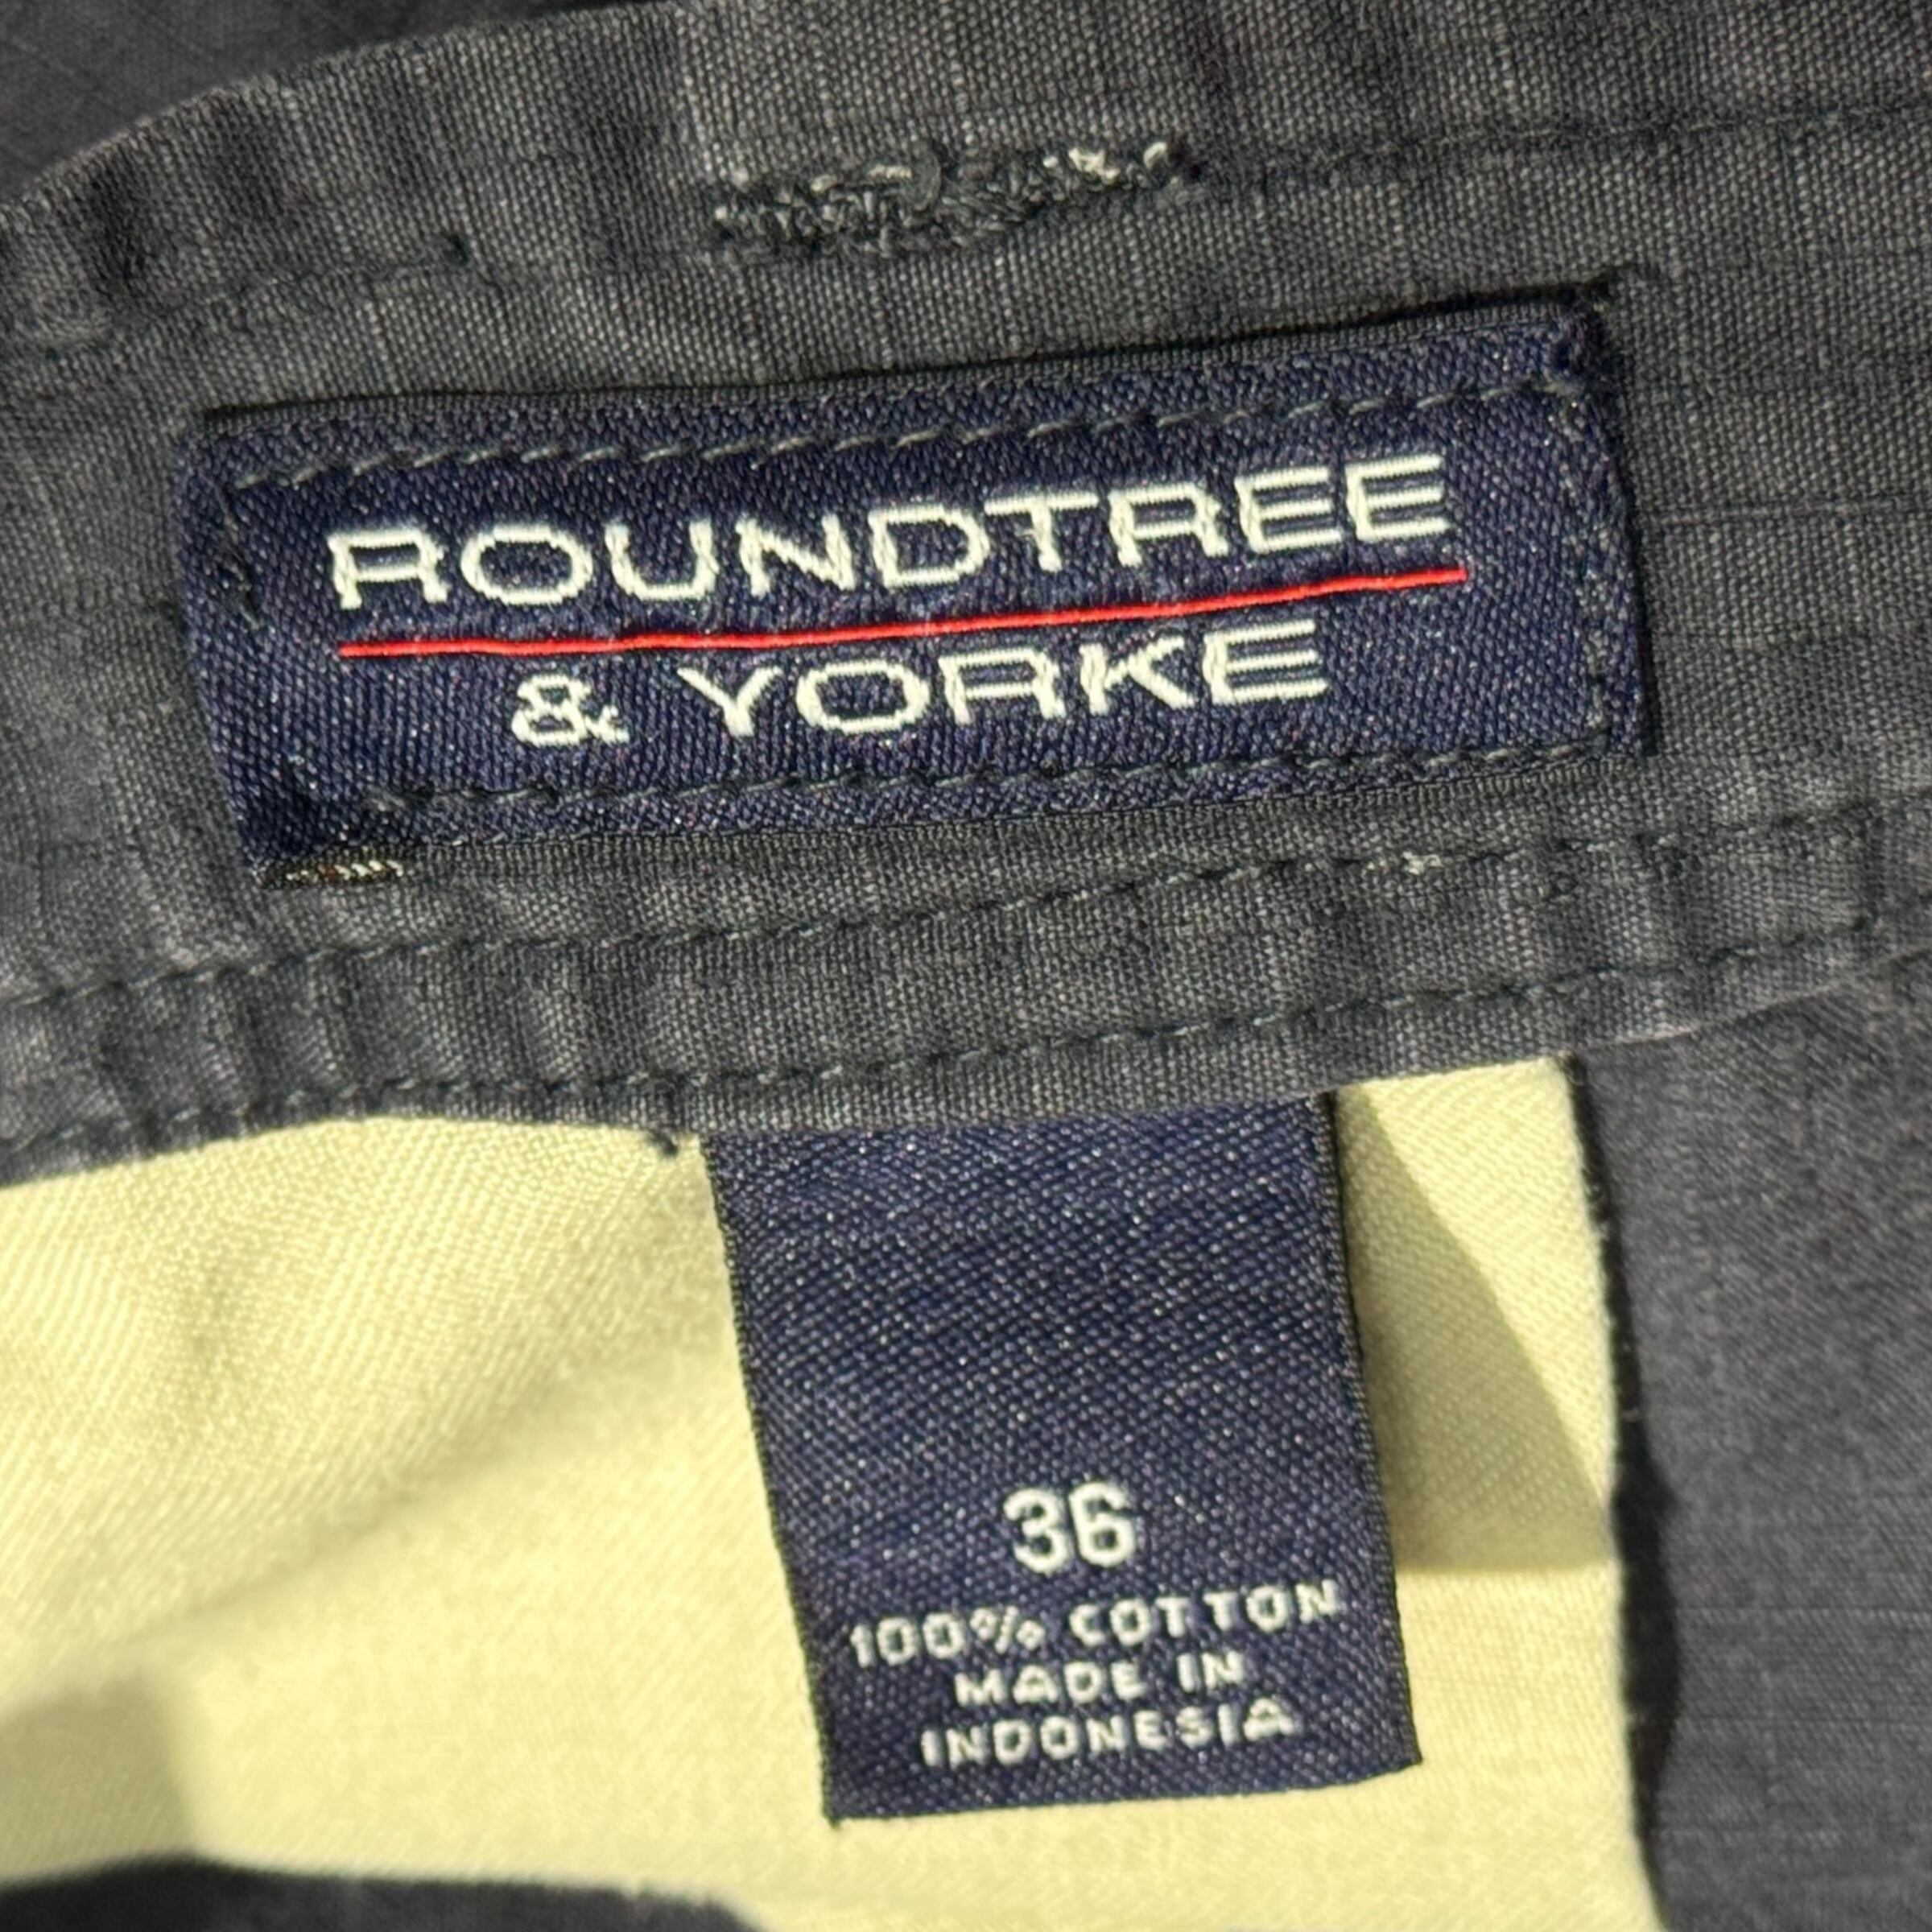 ROUNDTREE
& YORKE
36
100% COTTON
MADE IN
INDONESIA